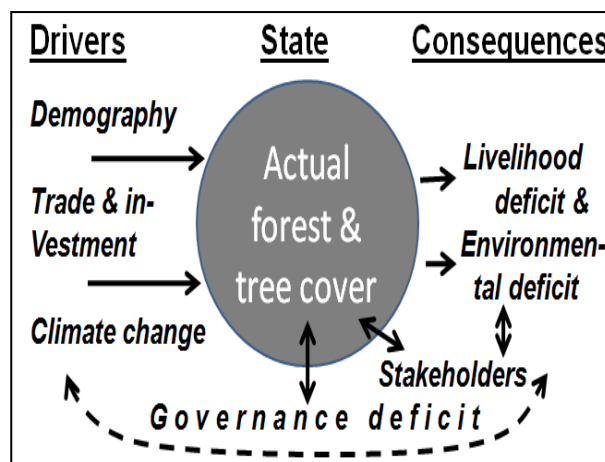 Drivers State Consequences
Demography
Trade & in-
Vestment
Climate change
Actual
forest &
tree cover
Livelihood
deficit &
Environmen-
tal deficit
Stakeholders
Governance deficit